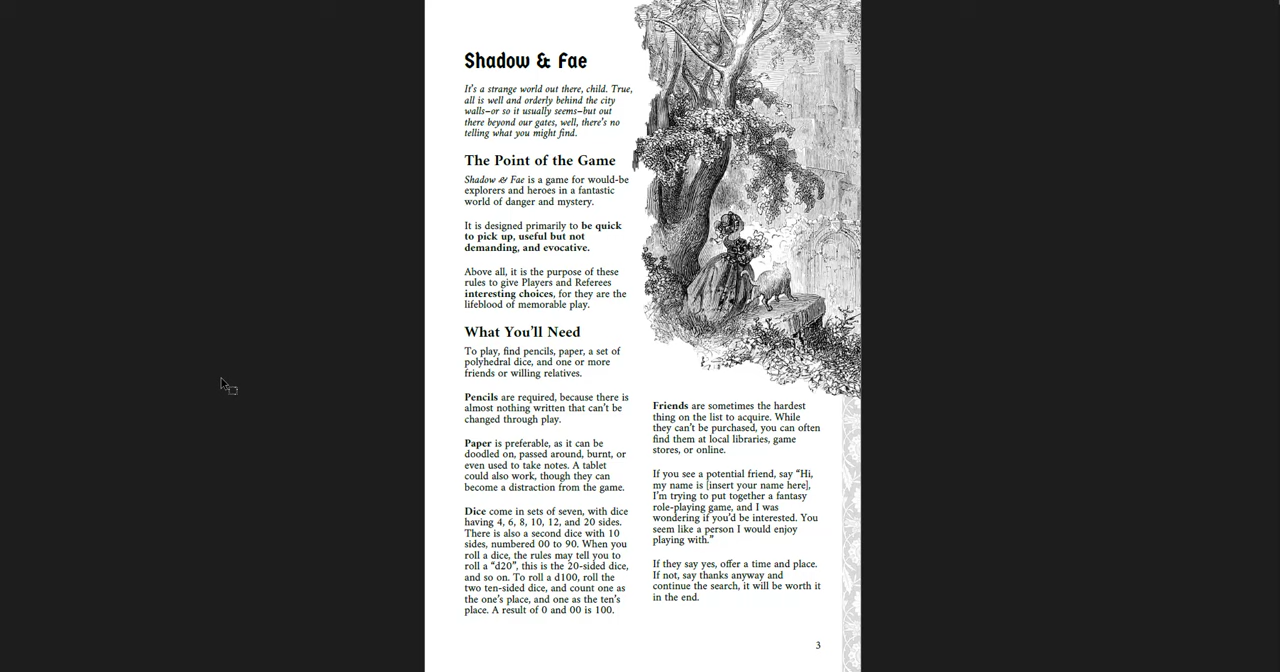 Shadow & Fae
It's a strange world out there, child. True,
all is well and orderly behind the city
walls–or so it usually seems–but out
there beyond our gates, well, there's no
telling what you might find.
The Point of the Game
Shadow & Fae is a game for would-be
explorers and heroes in a fantastic
world of danger and mystery.
It is designed primarily to be quick
to pick up, useful but not
demanding, and evocative.
Above all, it is the purpose of these
rules to give Players and Referees
interesting choices, for they are the
lifeblood of memorable play.
What You'll Need
To play, find pencils, paper, a set of
polyhedral dice, and one or more
friends or willing relatives.
Pencils are required, because there is
almost nothing written that can't be
changed through play.
Paper is preferable, as it can be
doodled on, passed around, burnt, or
even used to take notes. A tablet
could also work, though they can
become a distraction from the game.
Dice come in sets of seven, with dice
having 4, 6, 8, 10, 12, and 20 sides.
There is also a second dice with 10
sides, numbered 00 to 90. When you
roll a dice, the rules may tell you to
roll a “d20”, this is the 20-sided dice,
and so on. To roll a d100, roll the
two ten-sided dice, and count one as
the one's place, and one as the ten's
place. A result of 0 and 00 is 100.
Friends are sometimes the hardest
thing on the list to acquire. While
they can't be purchased, you can often
find them at local libraries, game
stores, or online.
If you see a potential friend, say “Hi,
my name is [insert your name here],
I'm trying to put together a fantasy
role-playing game, and I was
wondering if you'd be interested. You
seem like a person I would enjoy
playing with.”
If they say yes, offer a time and place.
If not, say thanks anyway and
continue the search, it will be worth it
in the end.
3